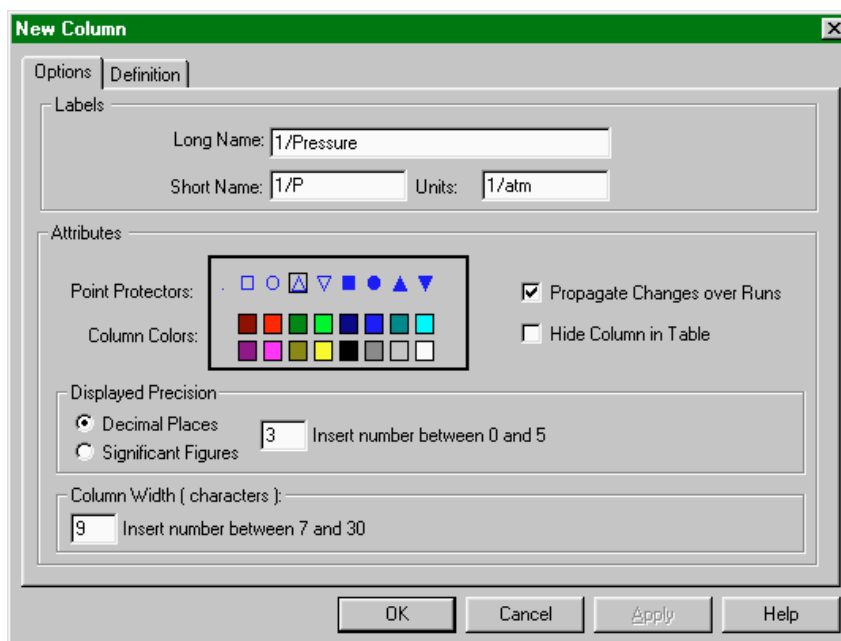 New Column
Options Definition
Labels
Long Name: 1/Pressure
Short Name: 1/P Units: 1/atm
Attributes
Point Protectors:
Propagate Changes over Runs
Column Colors:
Hide Column in Table
Displayed Precision
Decimal Places
3 Insert number between 0 and 5
Significant Figures
Column Width ( characters ):
9 Insert number between 7 and 30
OK Cancel Apply Help